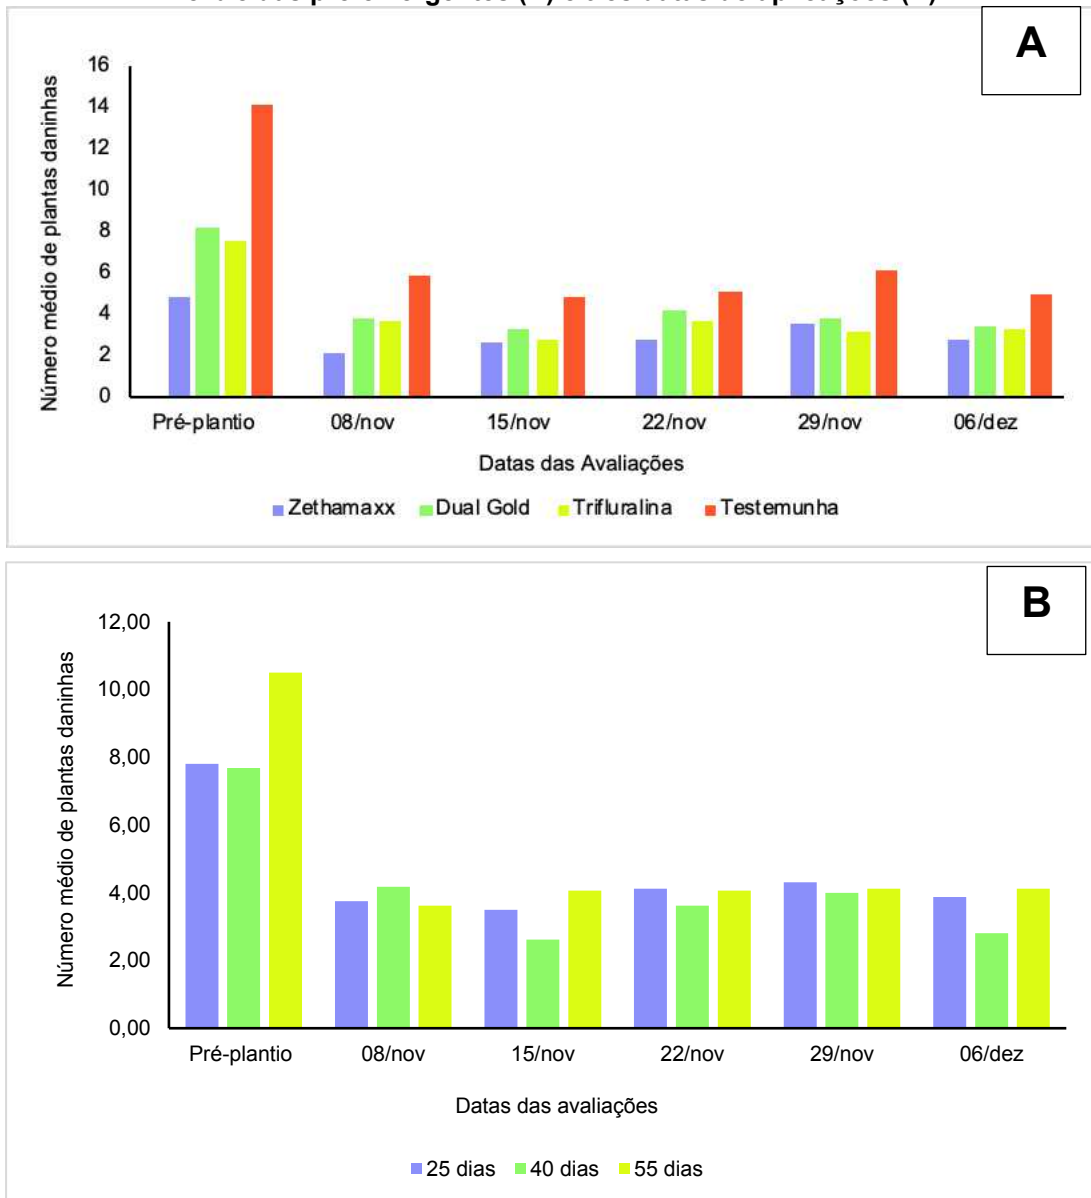 A
16
14
12
10
8
6
4
2
0
Número médio de plantas daninhas
Pré-plantio 08/nov 15/nov 22/nov 29/nov 06/dez
Datas das Avaliações
Zethamaxx Dual Gold Trifluralina Testemunha
B
12,00
10,00
8,00
6,00
4,00
2,00
0,00
Número médio de plantas daninhas
Pré-plantio 08/nov 15/nov 22/nov 29/nov 06/dez
Datas das avaliações
25 dias 40 dias 55 dias